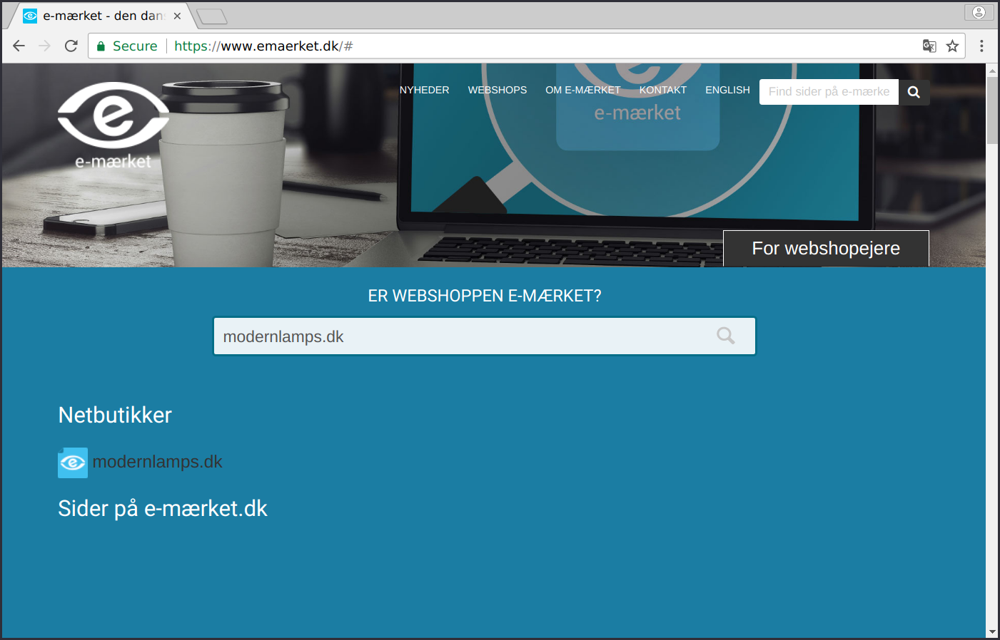 e-mærket - den dans
Secure
https://www.emaerket.dk/#
e
e-mærket
NYHEDER
WEBSHOPS
OM E-MÆRKET
KONTAKT
ENGLISH
Find sider på e-mærke
e-mærket
For webshopejere
ER WEBSHOPPEN E-MÆRKET?
modernlamps.dk
Netbutikker
modernlamps.dk
Sider på e-mærket.dk